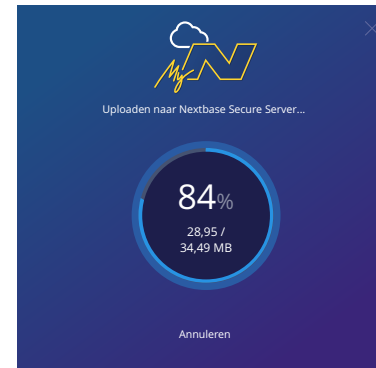 My N
Uploaden naar Nextbase Secure Server...
84%
28,95 /
34,49 MB
Annuleren